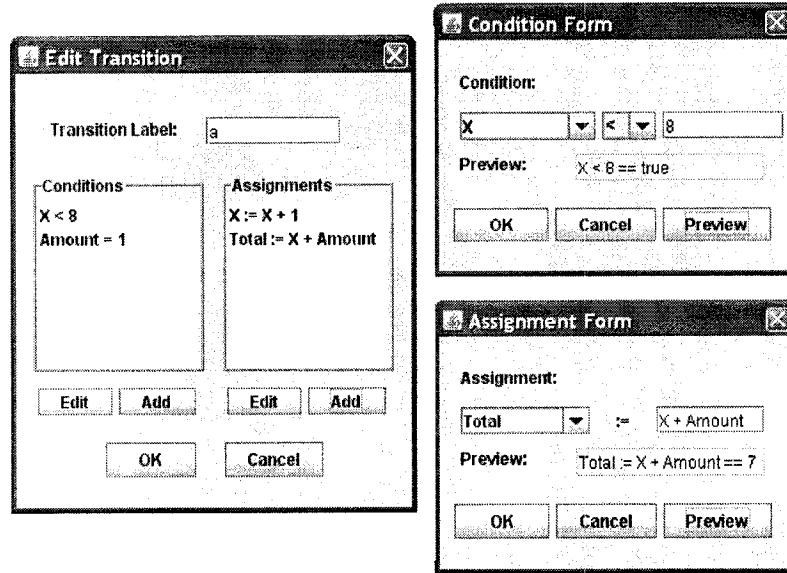 Edit Transition
Transition Label: a
Conditions
X < 8
Amount = 1
Assignments
X := X + 1
Total := X + Amount
Edit Add Edit Add
OK Cancel
Condition Form
Condition:
X < 8
Preview: X < 8 == true
OK Cancel Preview
Assignment Form
Assignment:
Total := X + Amount
Preview: Total := X + Amount == 7
OK Cancel Preview